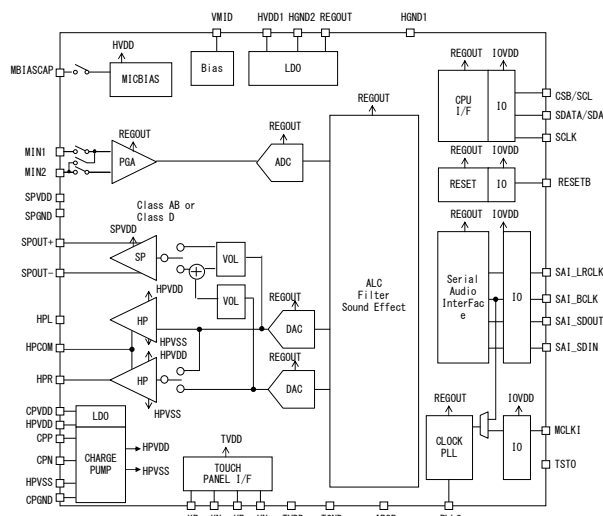 VMID
HVDD1 HGND2 REGOUT
HGND1
MBIASCAP
HVDD
MICBIAS
Bias
LDO
REGOUT
REGOUT IOVDD
CPU
I/F
IO
CSB/SCL
SDATA/SDA
SCLK
MIN1
MIN2
REGOUT
PGA
REGOUT
ADC
REGOUT IOVDD
RESET
IO
RESETB
SPVDD
SPGND
Class AB or
Class D
SPOUT+
SPOUT-
SPVDD
SP
VOL
VOL
ALC
Filter
Sound Effect
REGOUT
IOVDD
Serial
Audio
InterFac
e
IO
SAI_LRCLK
SAI_BCLK
SAI_SDOUT
SAI_SDIN
HPL
HPCOM
HPR
HPVDD
HP
HPVSS
HPVDD
HP
HPVSS
REGOUT
DAC
REGOUT
DAC
CPVDD
HPVDD
CPP
CPN
HPVSS
CPGND
LDO
CHARGE
PUMP
HPVDD
HPVSS
TVDD
TOUCH
PANEL I/F
REGOUT
CLOCK
PLL
IOVDD
IO
MCLKI
TSTO